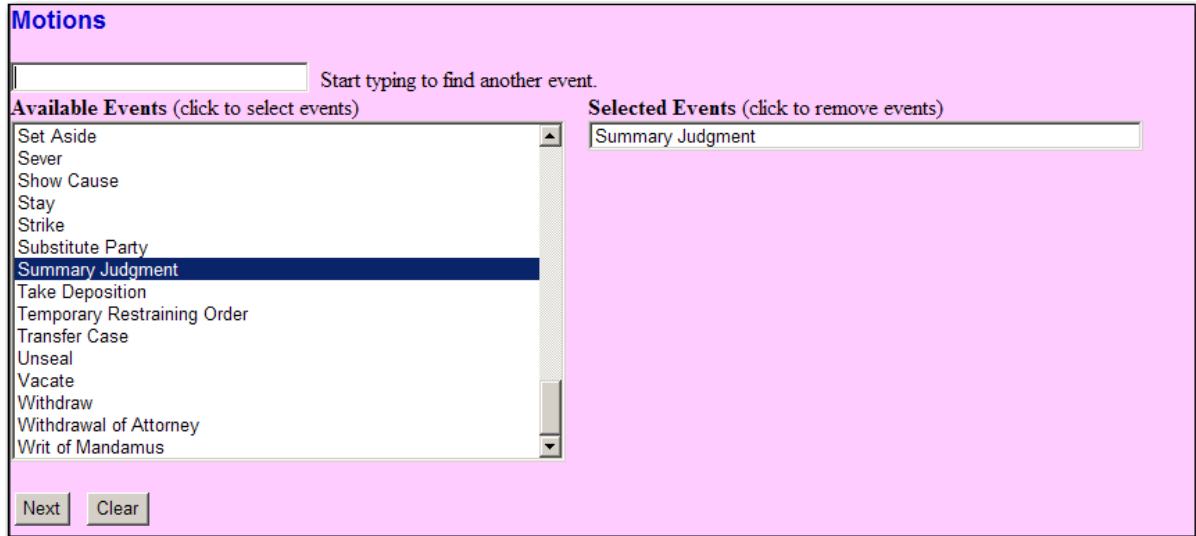 Motions
Start typing to find another event.
Available Events (click to select events)
Selected Events (click to remove events)
Set Aside
Sever
Show Cause
Stay
Strike
Substitute Party
Summary Judgment
Take Deposition
Temporary Restraining Order
Transfer Case
Unseal
Vacate
Withdraw
Withdrawal of Attorney
Writ of Mandamus
Summary Judgment
Next
Clear